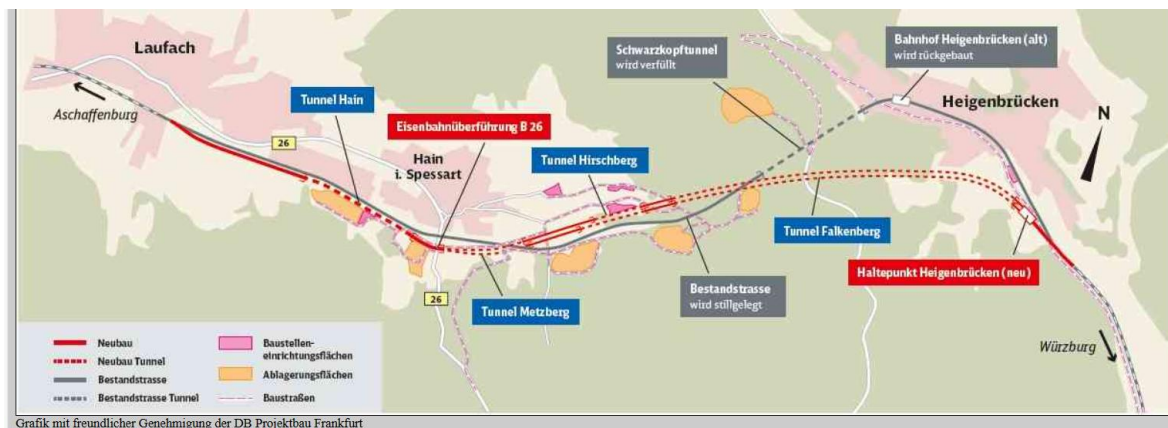 Laufach
Aschaffenburg
Tunnel Hain
26
Eisenbahnüberführung B 26
Hain
i. Spessart
Tunnel Hirschberg
Schwarzkopftunnel
wird verfüllt
Bahnhof Heigenbrücken (alt)
wird rückgebaut
Heigenbrücken
N
Tunnel Falkenberg
Haltepunkt Heigenbrücken (neu)
Bestandstrasse
wird stillgelegt
Tunnel Metzberg
26
Würzburg
Neubau
Neubau Tunnel
Bestandstrasse
Bestandstrasse Tunnel
Baustellen-
einrichtungsflächen
Ablagerungsflächen
Baustraßen
Grafik mit freundlicher Genehmigung der DB Projektbau Frankfurt